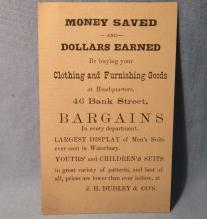 MONEY SAVED
—AND—
DOLLARS EARNED
By buying your
Clothing and Furnishing Goods
at Headquarters,
46 Bank Street.
BARGAINS
In every department.
LARGEST DISPLAY of Men's Suits
ever seen in Waterbury.
YOUTHS' and CHILDREN'S SUITS
in great variety of patterns, and best of
all, prices are lower than ever before, at
J. H. DUDLEY & CO'S.